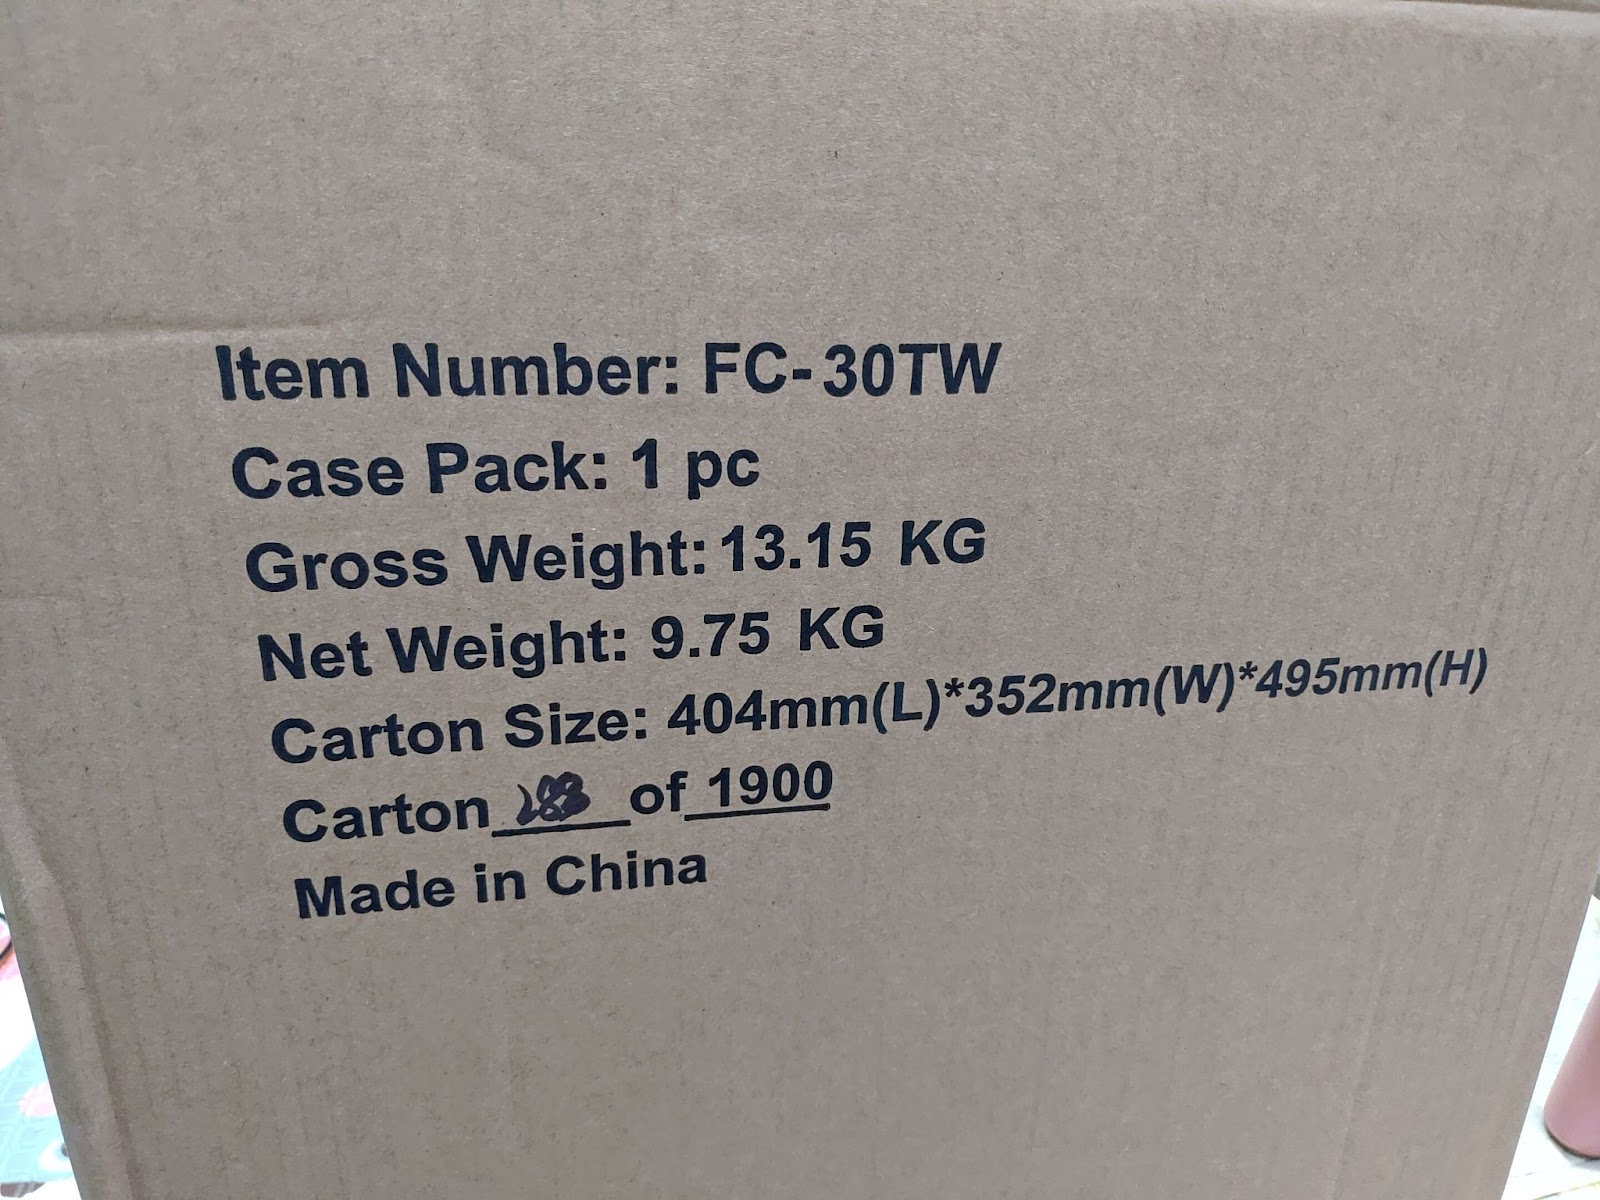 Item Number: FC-30TW
Case Pack: 1 pc
Gross Weight: 13.15 KG
Net Weight: 9.75 KG
Carton Size: 404mm(L)*352mm(W)*495mm(H)
Carton of 1900
Made in China